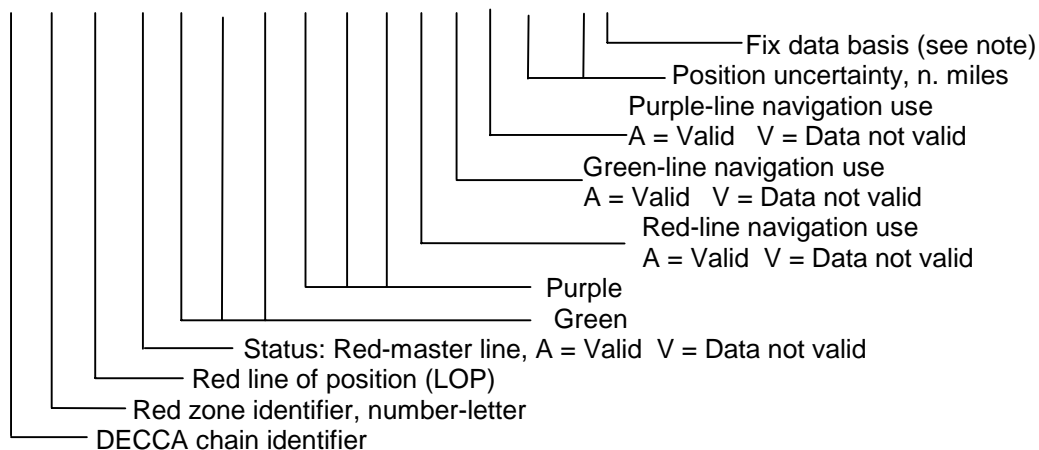 Fix data basis (see note)
Position uncertainty, n. miles
Purple-line navigation use
A = Valid V = Data not valid
Green-line navigation use
A = Valid V = Data not valid
Red-line navigation use
A = Valid V = Data not valid
Purple
Green
Status: Red-master line, A = Valid V = Data not valid
Red line of position (LOP)
Red zone identifier, number-letter
DECCA chain identifier